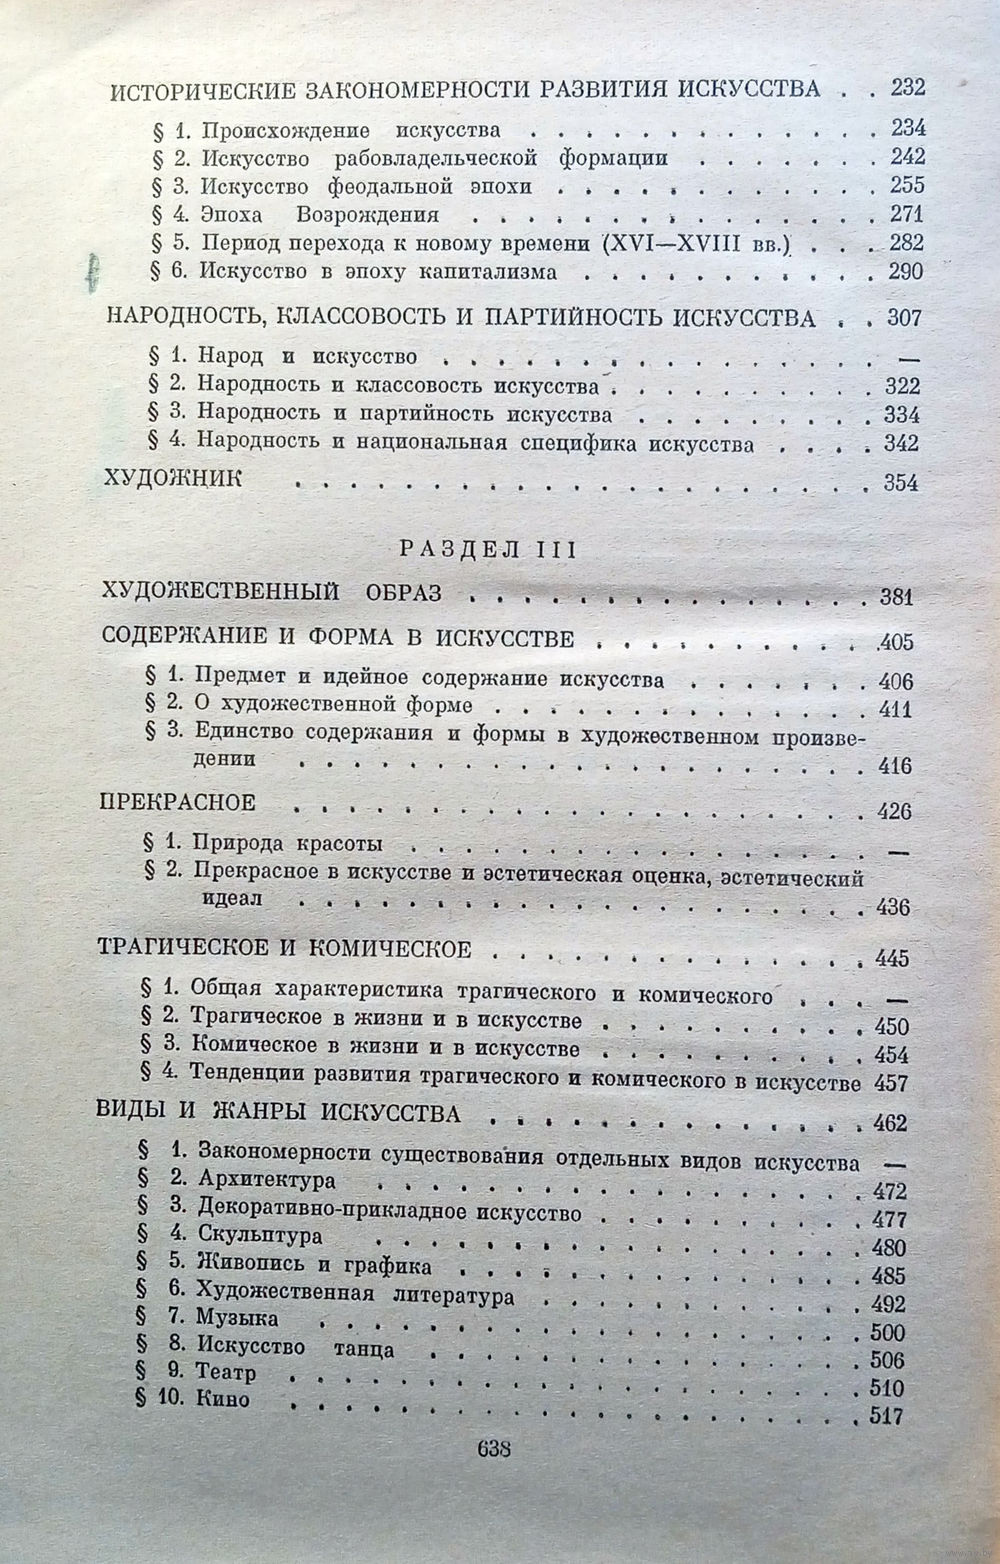 ИСТОРИЧЕСКИЕ ЗАКОНОМЕРНОСТИ РАЗВИТИЯ ИСКУССТВА . . 232
§ 1. Происхождение искусства . . . . . . . . . . . . . 234
§ 2. Искусство рабовладельческой формации . . . . . . . 242
§ 3. Искусство феодальной эпохи . . . . . . . . . . . . 255
§ 4. Эпоха Возрождения . . . . . . . . . . . . . . . 271
§ 5. Период перехода к новому времени (XVI—XVIII вв.) . . . 282
§ 6. Искусство в эпоху капитализма . . . . . . . . . . . 290
НАРОДНОСТЬ, КЛАССОВОСТЬ И ПАРТИЙНОСТЬ ИСКУССТВА . . 307
§ 1. Народ и искусство . . . . . . . . . . . . . . . . —
§ 2. Народность и классовость искусства . . . . . . . . . . 322
§ 3. Народность и партийность искусства . . . . . . . . . 334
§ 4. Народность и национальная специфика искусства . . . . 342
ХУДОЖНИК . . . . . . . . . . . . . . . . . . . . . 354
РАЗДЕЛ III
ХУДОЖЕСТВЕННЫЙ ОБРАЗ . . . . . . . . . . . . . . . 381
СОДЕРЖАНИЕ И ФОРМА В ИСКУССТВЕ . . . . . . . . . . . 405
§ 1. Предмет и идейное содержание искусства . . . . . . . 406
§ 2. О художественной форме . . . . . . . . . . . . . . 411
§ 3. Единство содержания и формы в художественном произве-
дении . . . . . . . . . . . . . . . . . . . . . 416
ПРЕКРАСНОЕ . . . . . . . . . . . . . . . . . . . . . 426
§ 1. Природа красоты . . . . . . . . . . . . . . . . . —
§ 2. Прекрасное в искусстве и эстетическая оценка, эстетический
идеал . . . . . . . . . . . . . . . . . . . . . 436
ТРАГИЧЕСКОЕ И КОМИЧЕСКОЕ . . . . . . . . . . . . . . 445
§ 1. Общая характеристика трагического и комического . . . —
§ 2. Трагическое в жизни и в искусстве . . . . . . . . . . 450
§ 3. Комическое в жизни и в искусстве . . . . . . . . . . 454
§ 4. Тенденции развития трагического и комического в искусстве 457
ВИДЫ И ЖАНРЫ ИСКУССТВА . . . . . . . . . . . . . . 462
§ 1. Закономерности существования отдельных видов искусства —
§ 2. Архитектура . . . . . . . . . . . . . . . . . . 472
§ 3. Декоративно-прикладное искусство . . . . . . . . . . 477
§ 4. Скульптура . . . . . . . . . . . . . . . . . . 480
§ 5. Живопись и графика . . . . . . . . . . . . . . . 485
§ 6. Художественная литература . . . . . . . . . . . . 492
§ 7. Музыка . . . . . . . . . . . . . . . . . . . . 500
§ 8. Искусство танца . . . . . . . . . . . . . . . . 506
§ 9. Театр . . . . . . . . . . . . . . . . . . . . . 510
§ 10. Кино . . . . . . . . . . . . . . . . . . . . . 517
638